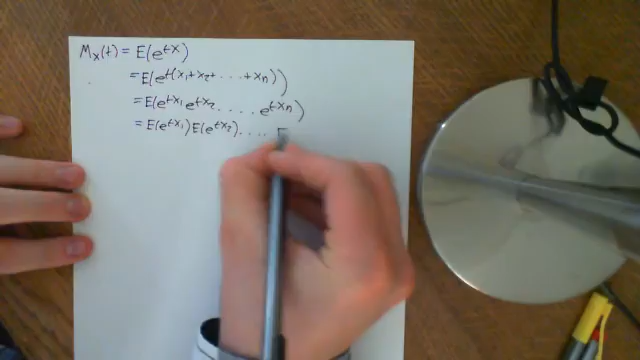 Mx(t) = E(e^tx)
= E(e^t(x₁+x₂+ . . . +xₙ))
= E(e^tx₁ e^tx₂ . . . . . e^txₙ)
= E(e^tx₁)E(e^tx₂) . . . . E